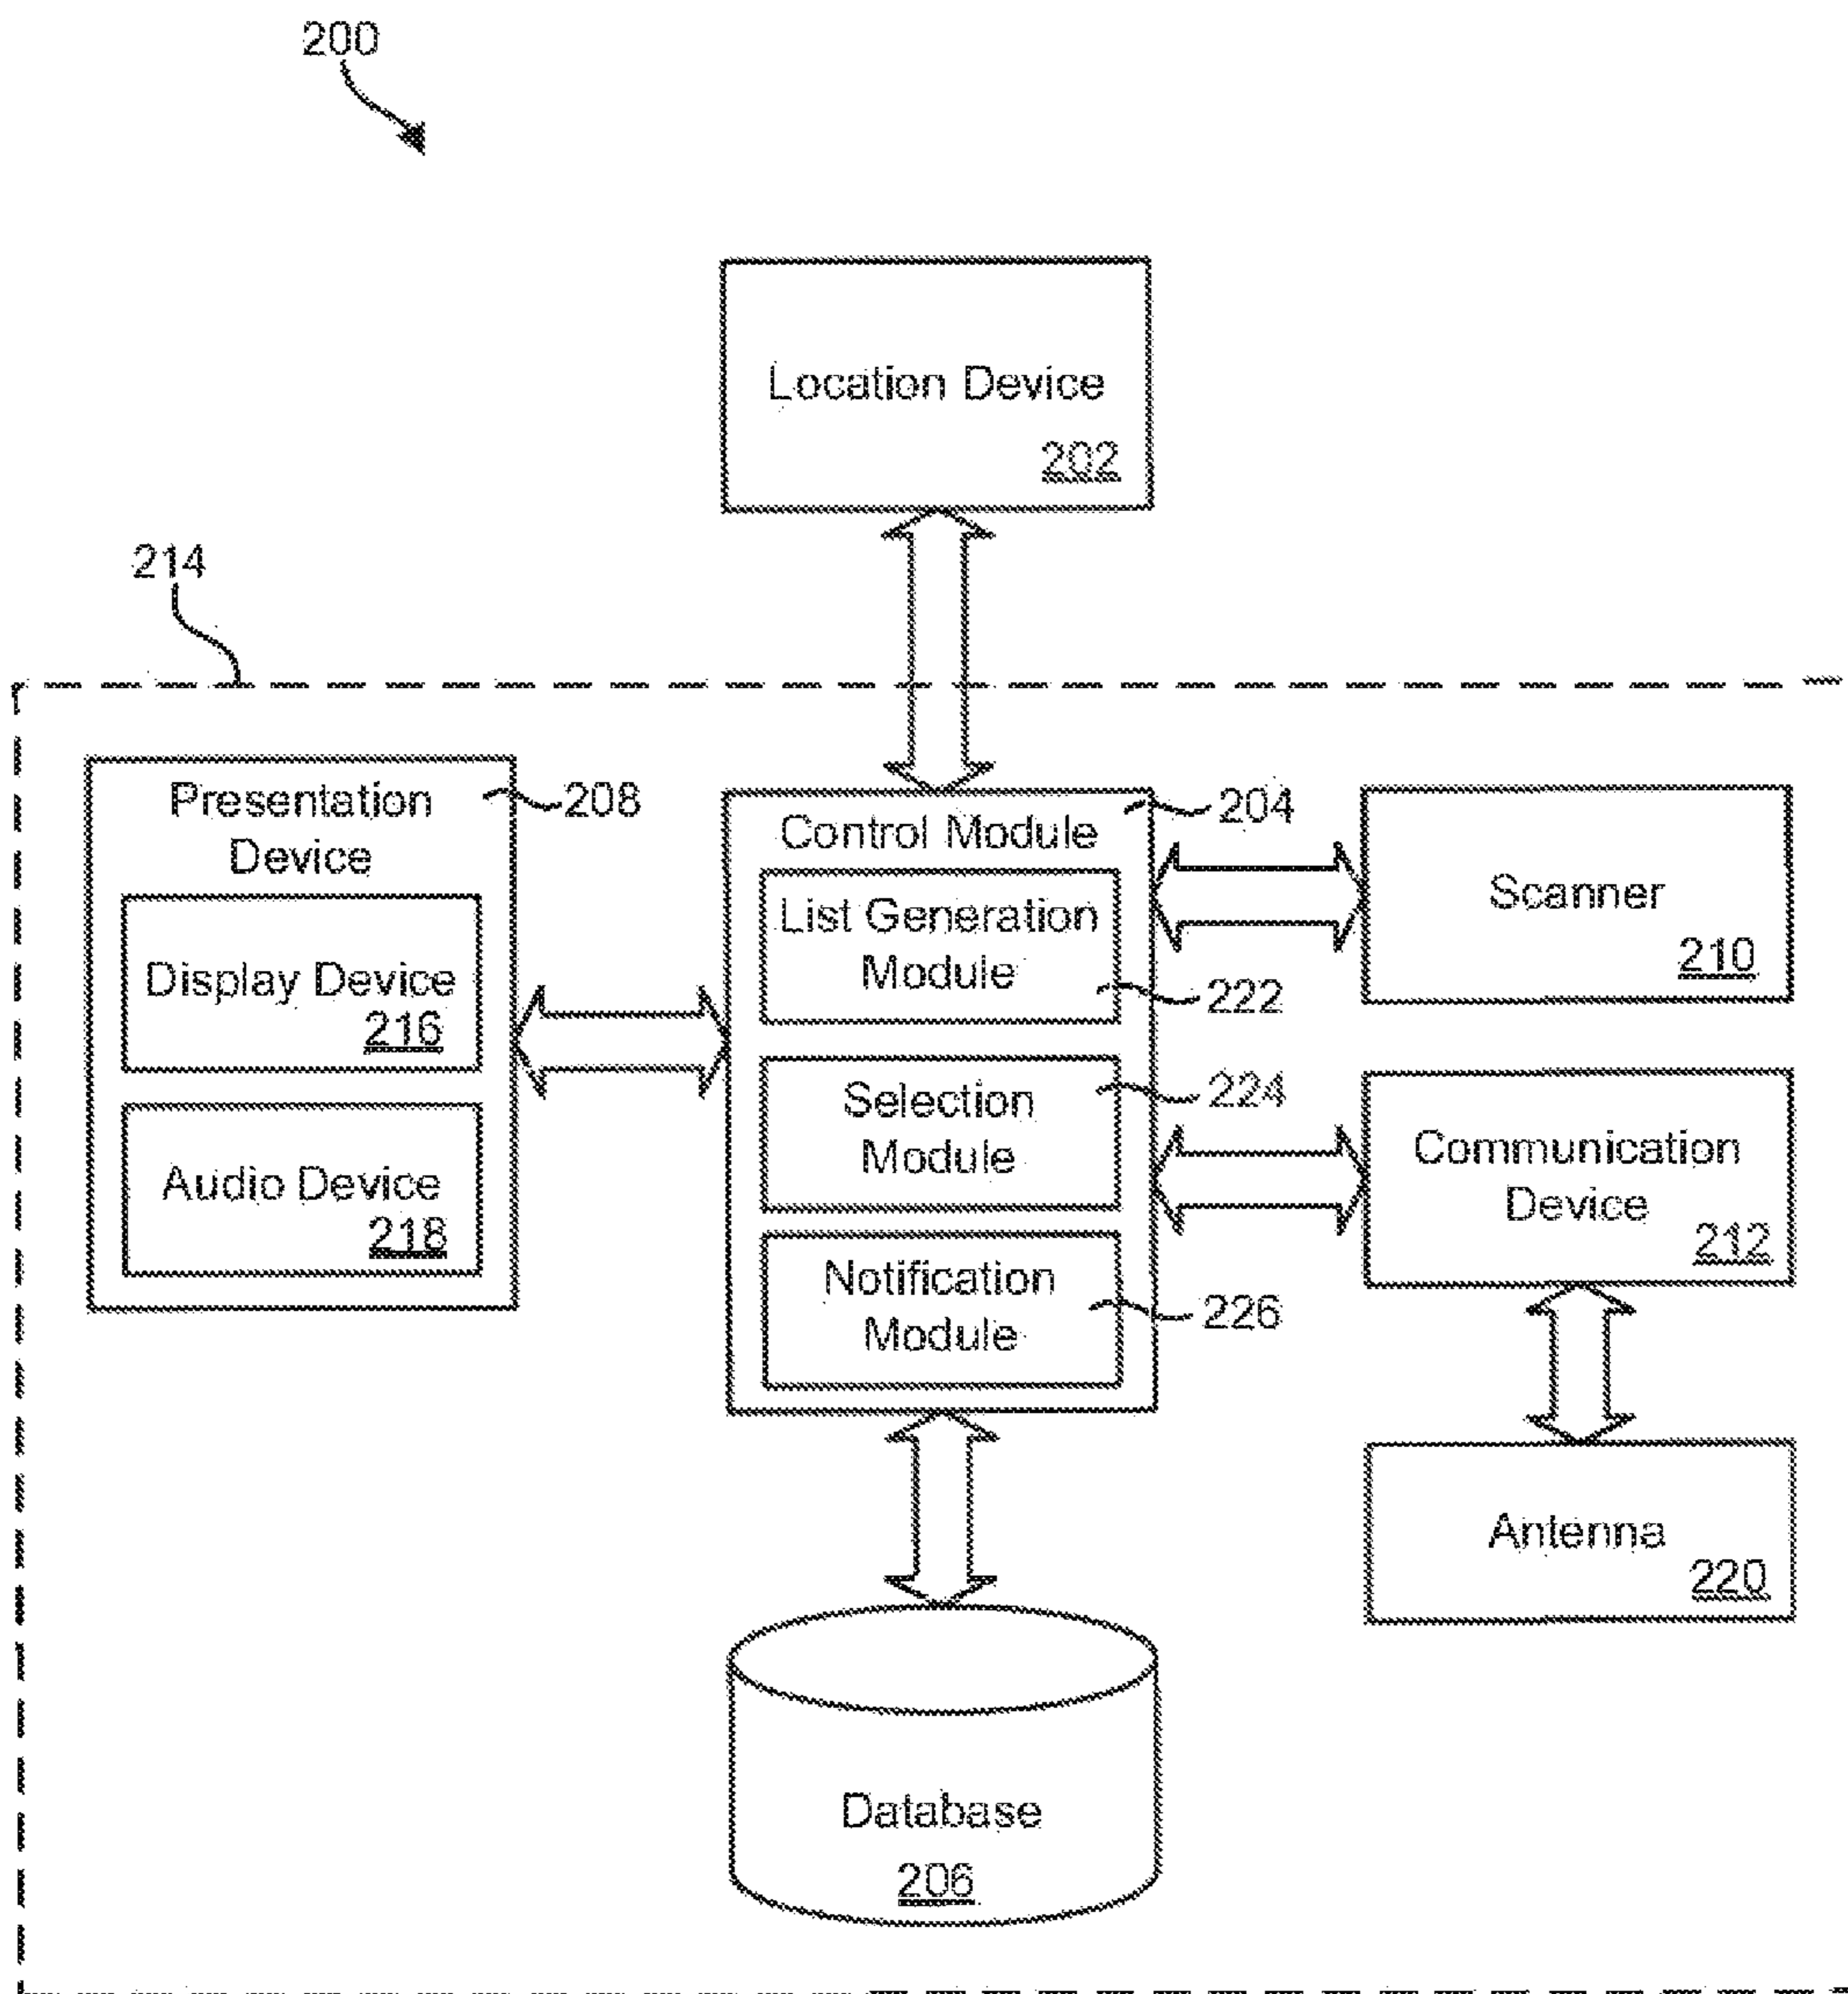 200
Location Device
202
214
Presentation
Device
208
Display Device
216
Audio Device
218
Control Module
204
List Generation
Module
222
Selection
Module
224
Notification
Module
226
Scanner
210
Communication
Device
212
Antenna
220
Database
206